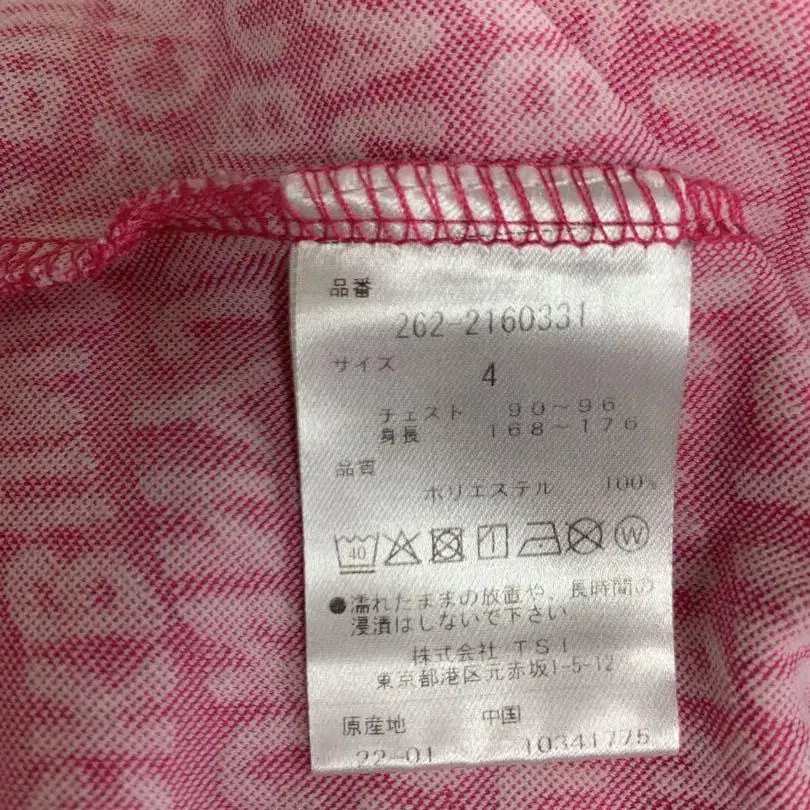 品番
262-2160331
サイズ
4
チェスト 90～96
身長 168～176
品質
ポリエステル 100%
40 W
●濡れたままの放置や、長時間の
浸漬はしないで下さい
株式会社 TSI
東京都港区元赤坂1-5-12
原産地 中国
22-01 10341775